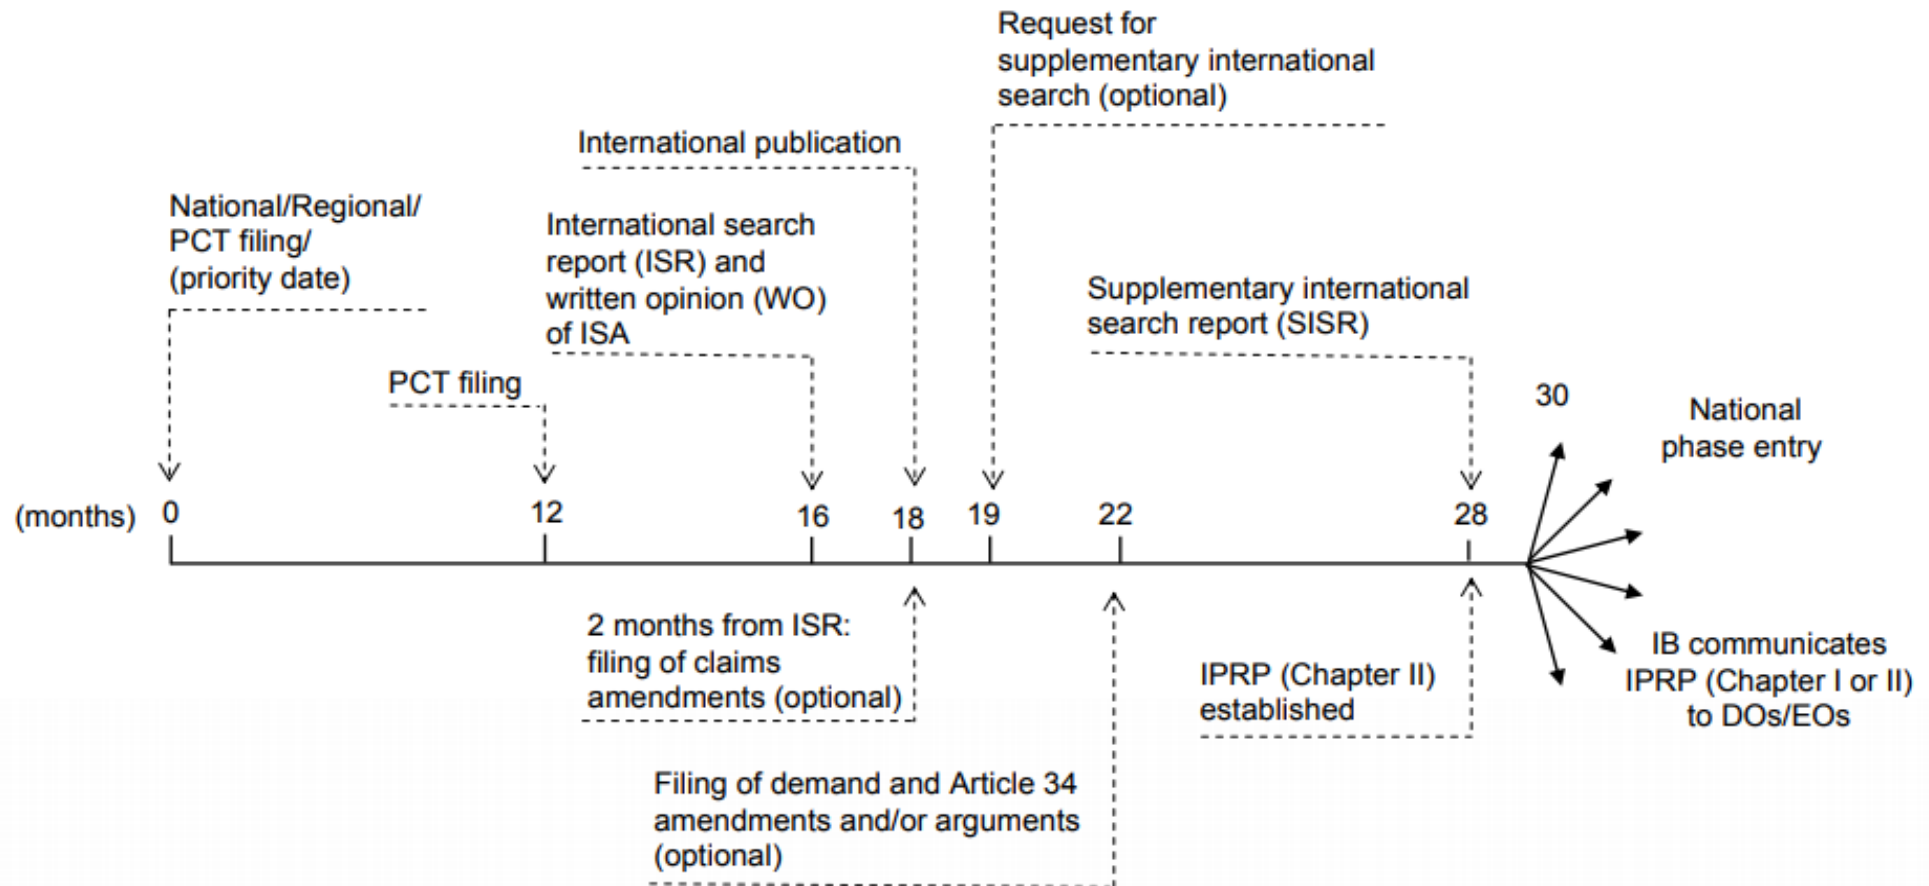 Request for
supplementary international
search (optional)
International publication
National/Regional/
PCT filing/
(priority date)
International search
report (ISR) and
written opinion (WO)
of ISA
Supplementary international
search report (SISR)
PCT filing
30
National
phase entry
(months) 0 12 16 18 19 22 28
2 months from ISR:
filing of claims
amendments (optional)
IPRP (Chapter II)
established
IB communicates
IPRP (Chapter I or II)
to DOs/EOs
Filing of demand and Article 34
amendments and/or arguments
(optional)